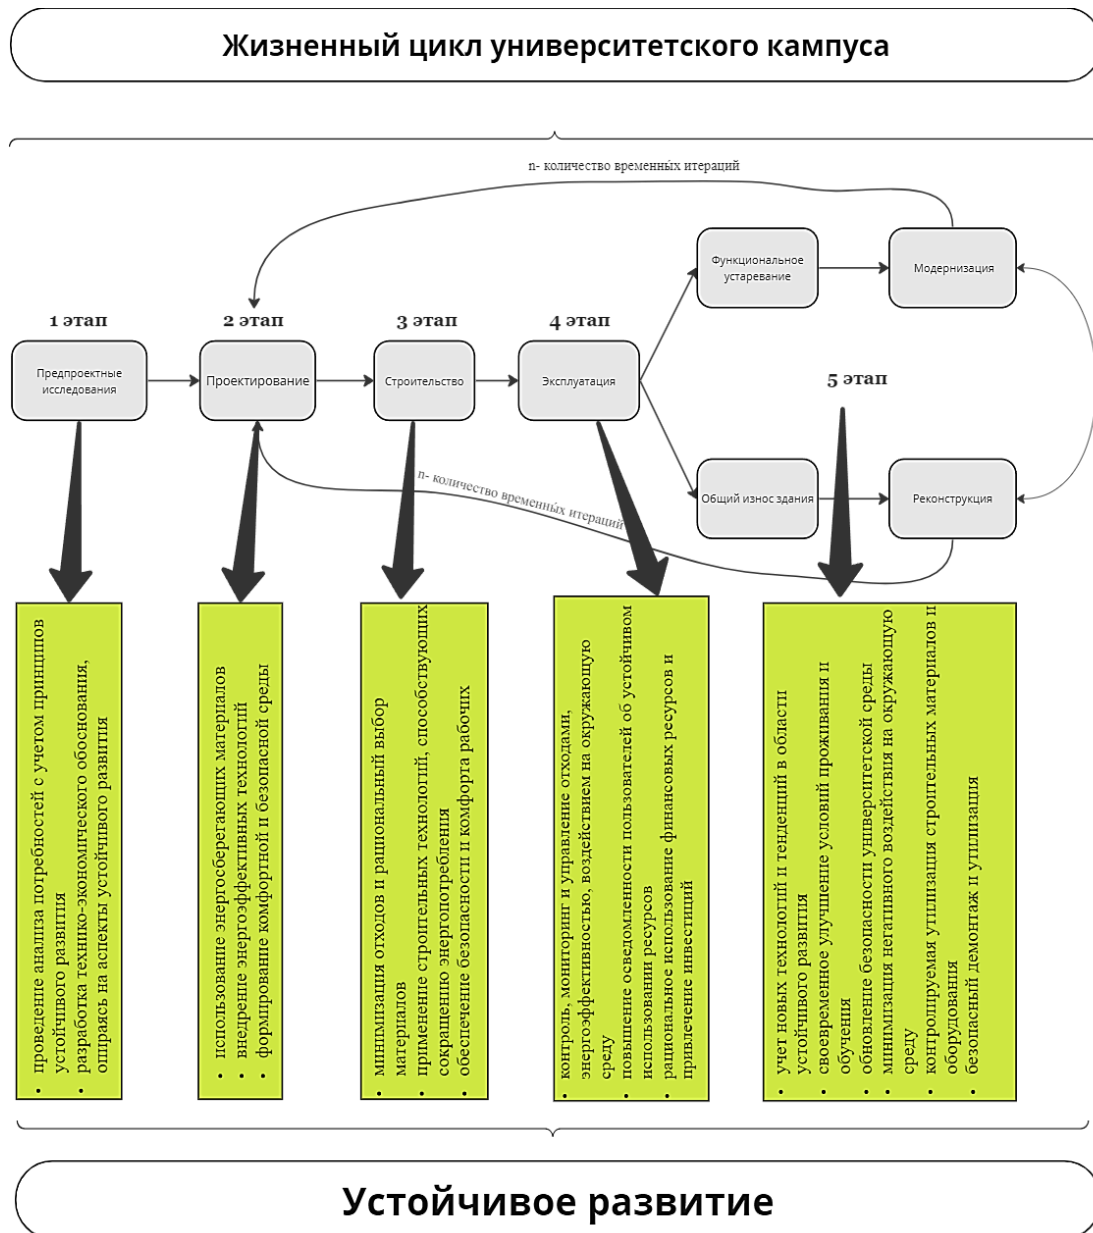 Жизненный цикл университетского кампуса
n- количество временны́х итераций
Функциональное
устаревание
Модернизация
1 этап
2 этап
3 этап
4 этап
5 этап
Предпроектные
исследования
Проектирование
Строительство
Эксплуатация
Общий износ здания
Реконструкция
n- количество временны́х итераций
• проведение анализа потребностей с учетом принципов
устойчивого развития
• разработка технико-экономического обоснования,
опираясь на аспекты устойчивого развития
• использование энергосберегающих материалов
• внедрение энергоэффективных технологий
• формирование комфортной и безопасной среды
• минимизация отходов и рациональный выбор
материалов
• применение строительных технологий, способствующих
сокращению энергопотребления
• обеспечение безопасности и комфорта рабочих
• контроль, мониторинг и управление отходами,
энергоэффективностью, воздействием на окружающую
среду
• повышение осведомленности пользователей об устойчивом
использовании ресурсов
• рациональное использование финансовых ресурсов и
привлечение инвестиций
• учет новых технологий и тенденций в области
устойчивого развития
• своевременное улучшение условий проживания и
обучения
• обновление безопасности университетской среды
• минимизация негативного воздействия на окружающую
среду
• контролируемая утилизация строительных материалов и
оборудования
• безопасный демонтаж и утилизация
Устойчивое развитие